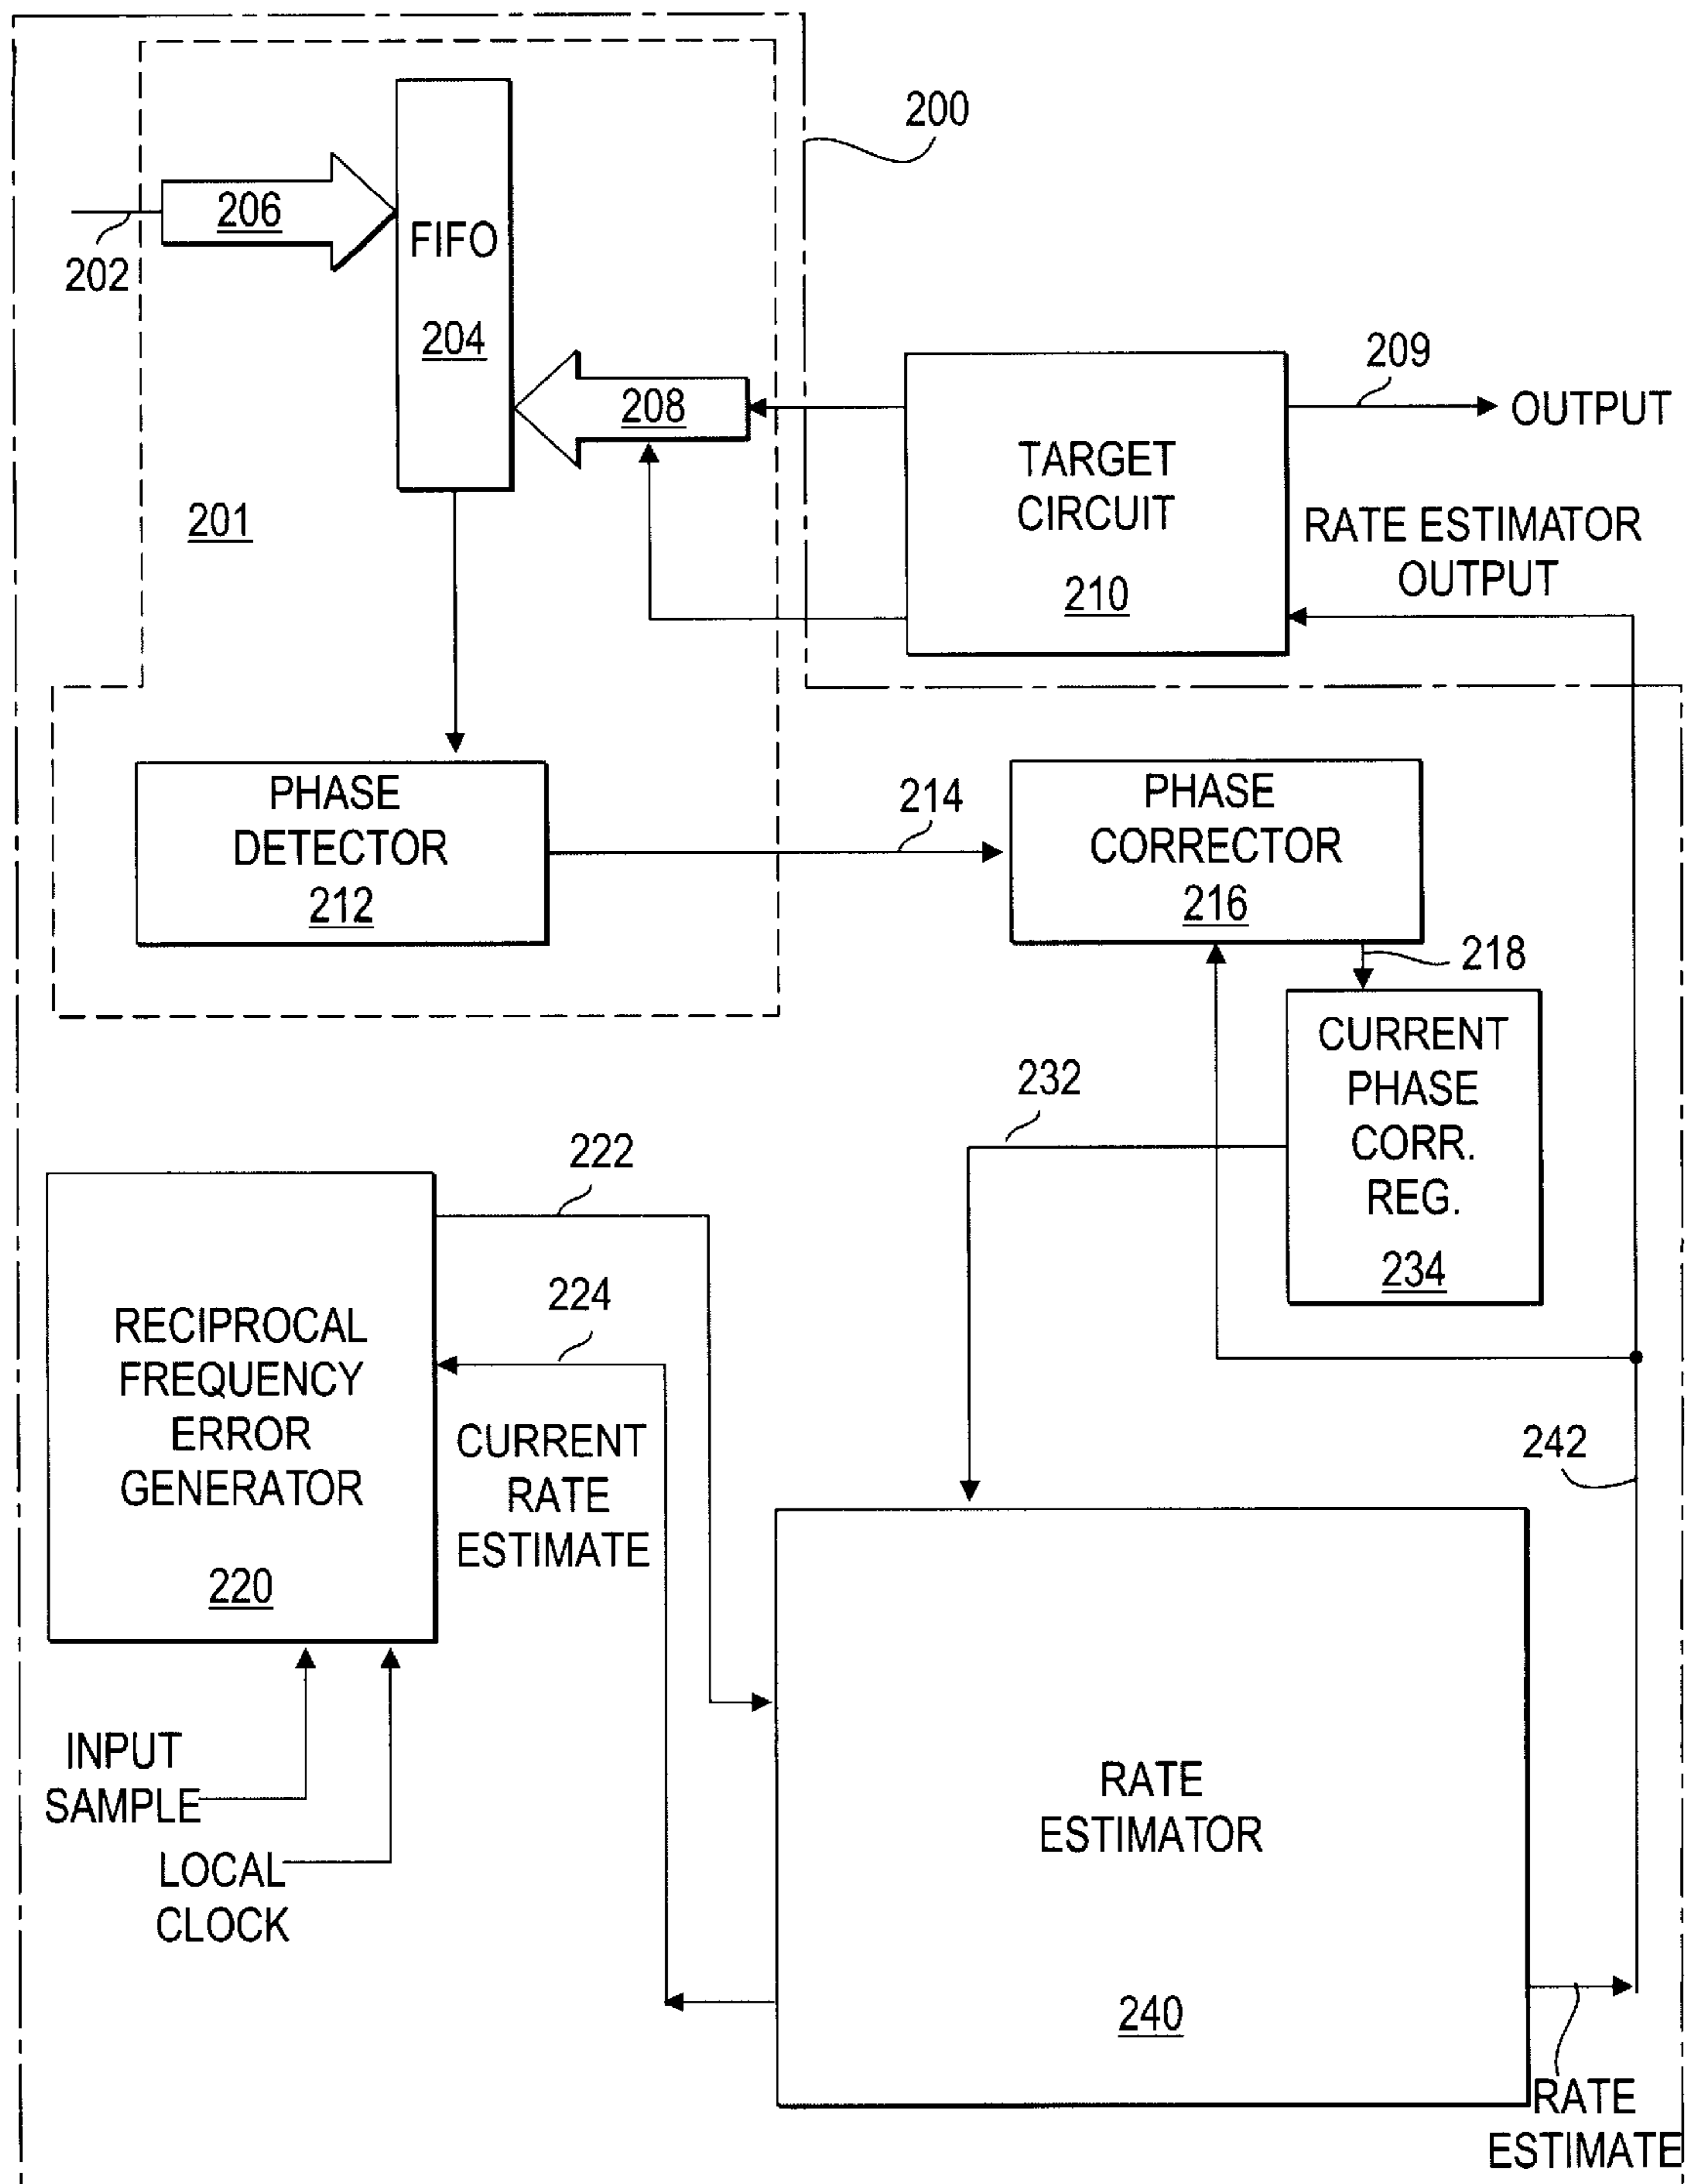 200
206
202
FIFO
204
208
209
OUTPUT
TARGET
CIRCUIT
210
201
RATE ESTIMATOR
OUTPUT
PHASE
DETECTOR
212
214
PHASE
CORRECTOR
216
218
CURRENT
PHASE
CORR.
REG.
234
232
222
224
RECIPROCAL
FREQUENCY
ERROR
GENERATOR
220
CURRENT
RATE
ESTIMATE
242
INPUT
SAMPLE
LOCAL
CLOCK
RATE
ESTIMATOR
240
RATE
ESTIMATE